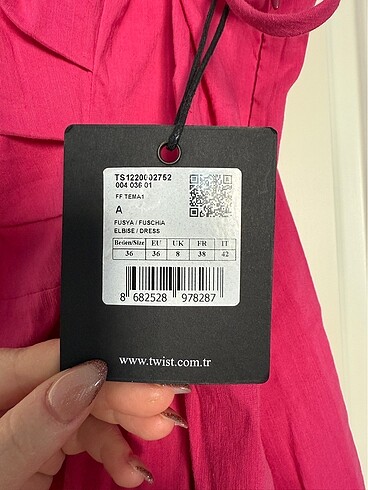 TS1220002752
004 036 01
FF TEMA1
A
FUSYA / FUSCHIA
ELBISE / DRESS
Beden/Size EU UK FR IT
36 36 8 38 42
8 682528 978287
www.twist.com.tr